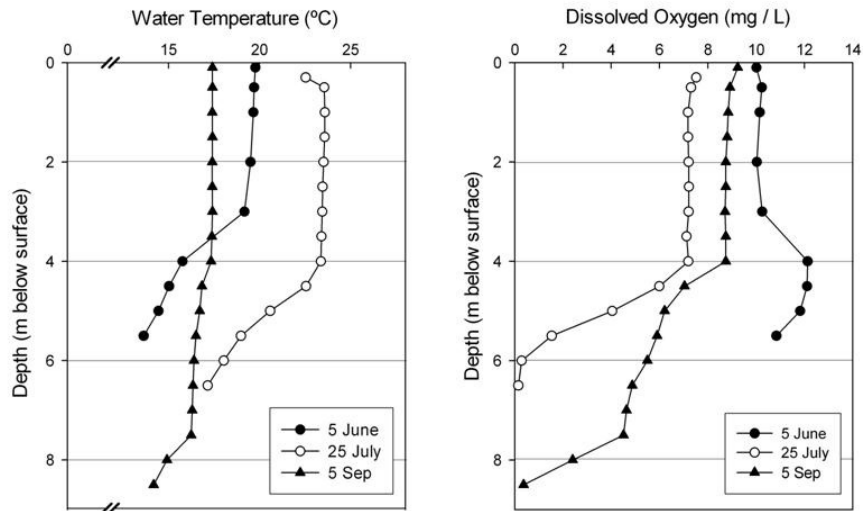 Water Temperature (ºC)
0 15 20 25
0
2
4
6
8
Depth (m below surface)
5 June
25 July
5 Sep
Dissolved Oxygen (mg / L)
0 2 4 6 8 10 12 14
0
2
4
6
8
Depth (m below surface)
5 June
25 July
5 Sep